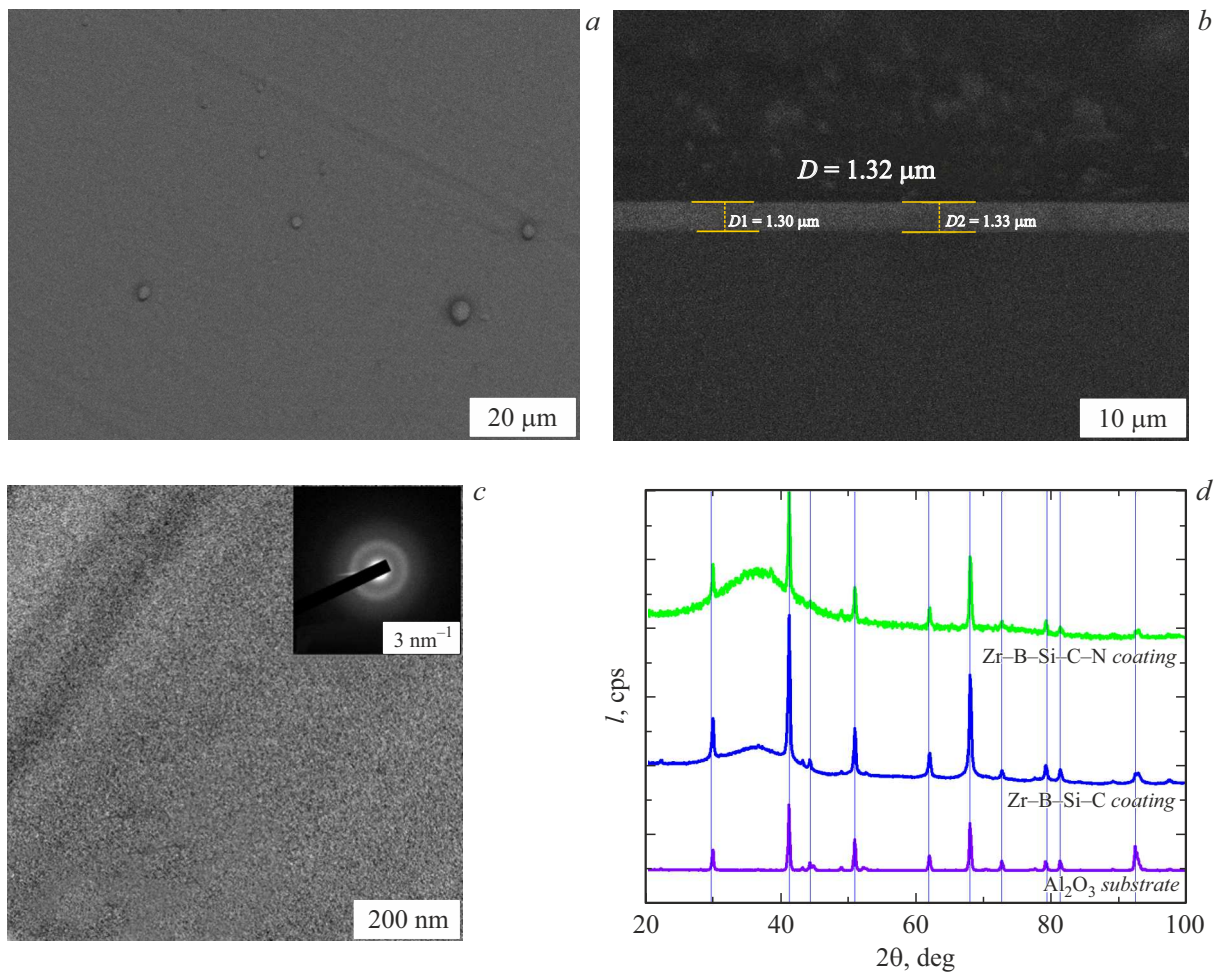 a
b
D = 1.32 μm
D1 = 1.30 μm
D2 = 1.33 μm
20 μm
10 μm
c
d
3 nm⁻¹
200 nm
I, cps
Zr–B–Si–C–N coating
Zr–B–Si–C coating
Al₂O₃ substrate
20
40
60
80
100
2θ, deg